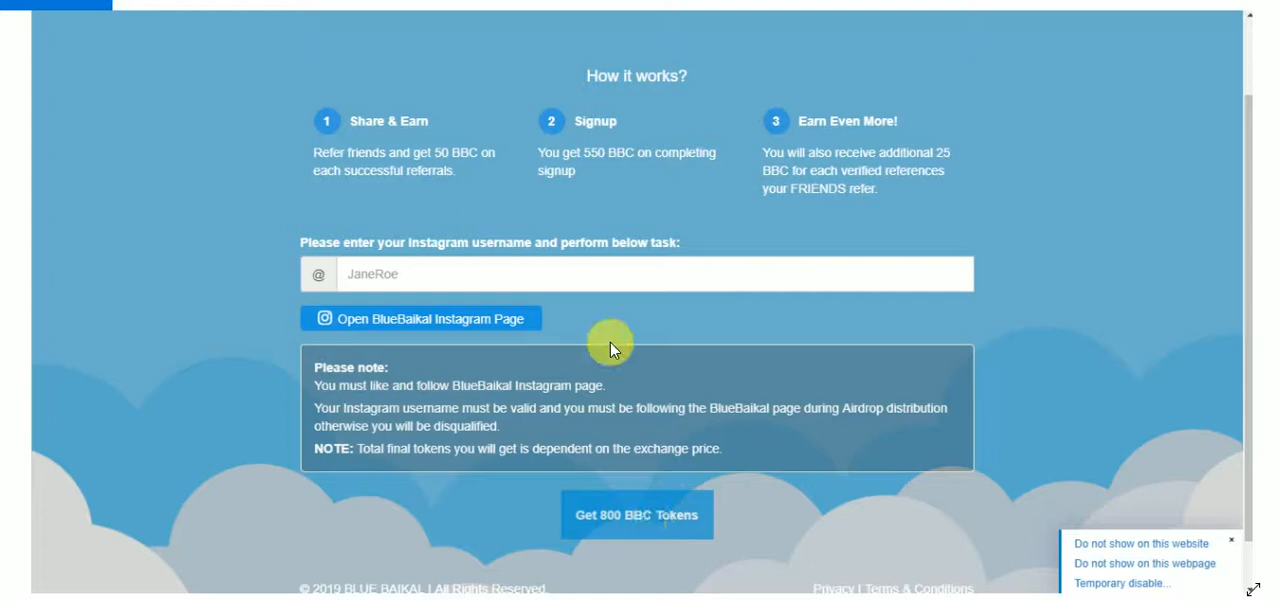 How it works?
1 Share & Earn
Refer friends and get 50 BBC on
each successful referrals.
2 Signup
You get 550 BBC on completing
signup
3 Earn Even More!
You will also receive additional 25
BBC for each verified references
your FRIENDS refer.
Please enter your Instagram username and perform below task:
@ JaneRoe
Open BlueBaikal Instagram Page
Please note:
You must like and follow BlueBaikal Instagram page.
Your Instagram username must be valid and you must be following the BlueBaikal page during Airdrop distribution
otherwise you will be disqualified.
NOTE: Total final tokens you will get is dependent on the exchange price.
Get 800 BBC Tokens
Do not show on this website
Do not show on this webpage
Temporary disable...
© 2019 BLUE BAIKAL | All Rights Reserved.
Privacy | Terms & Conditions